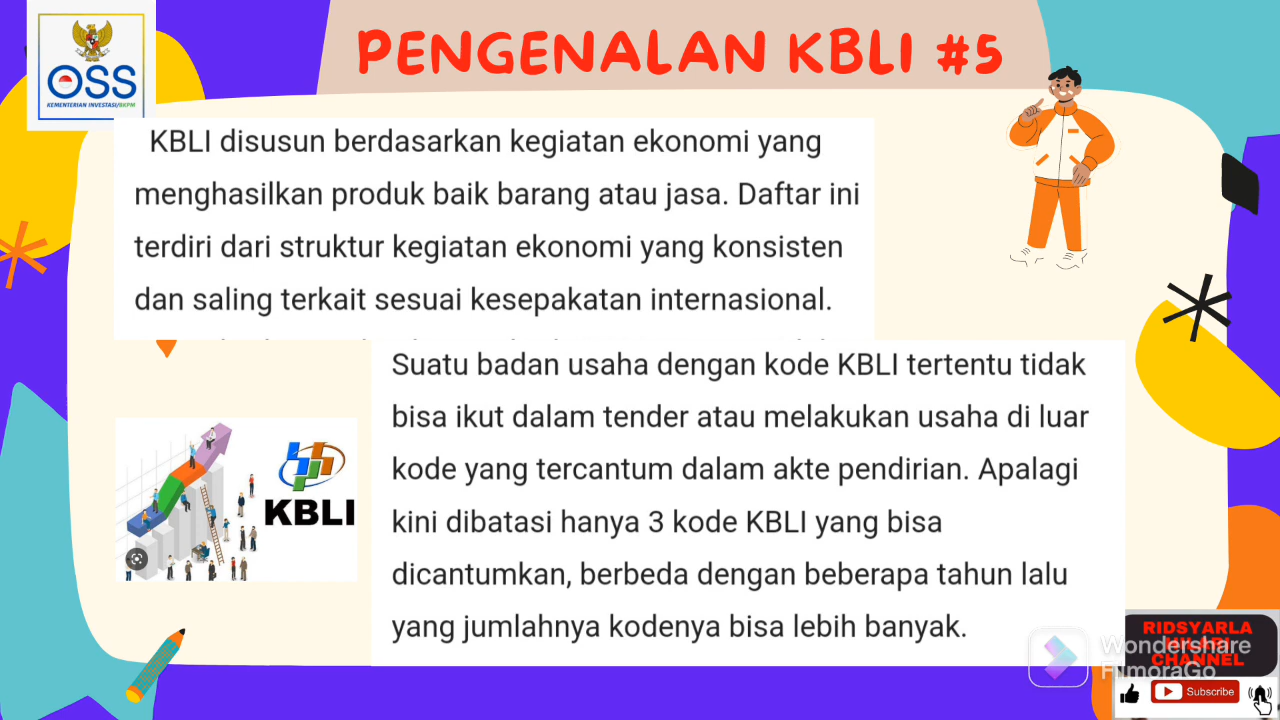 PENGENALAN KBLI #5
OSS
KEMENTERIAN INVESTASI/BKPM
KBLI disusun berdasarkan kegiatan ekonomi yang
menghasilkan produk baik barang atau jasa. Daftar ini
terdiri dari struktur kegiatan ekonomi yang konsisten
dan saling terkait sesuai kesepakatan internasional.
Suatu badan usaha dengan kode KBLI tertentu tidak
bisa ikut dalam tender atau melakukan usaha di luar
kode yang tercantum dalam akte pendirian. Apalagi
kini dibatasi hanya 3 kode KBLI yang bisa
dicantumkan, berbeda dengan beberapa tahun lalu
yang jumlahnya kodenya bisa lebih banyak.
KBLI
RIDSYARLA
CHANNEL
Wondershare
FilmoraGo
Subscribe